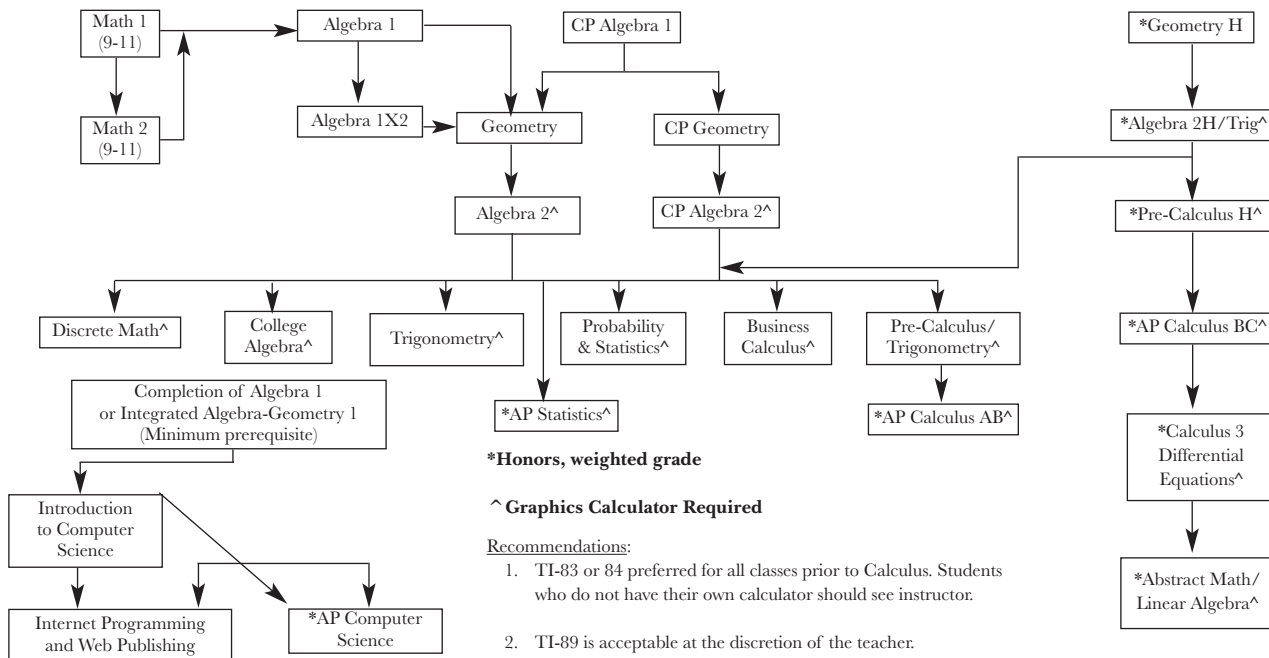 Math 1
(9-11)
Algebra 1
CP Algebra 1
*Geometry H
Math 2
(9-11)
Algebra 1X2
Geometry
CP Geometry
*Algebra 2H/Trig^
Algebra 2^
CP Algebra 2^
*Pre-Calculus H^
Discrete Math^
College
Algebra^
Trigonometry^
Probability
& Statistics^
Business
Calculus^
Pre-Calculus/
Trigonometry^
*AP Calculus BC^
Completion of Algebra 1
or Integrated Algebra-Geometry 1
(Minimum prerequisite)
*AP Statistics^
*AP Calculus AB^
*Calculus 3
Differential
Equations^
*Honors, weighted grade
^Graphics Calculator Required
Introduction
to Computer
Science
Recommendations:
1. TI-83 or 84 preferred for all classes prior to Calculus. Students
who do not have their own calculator should see instructor.
2. TI-89 is acceptable at the discretion of the teacher.
*Abstract Math/
Linear Algebra^
Internet Programming
and Web Publishing
*AP Computer
Science